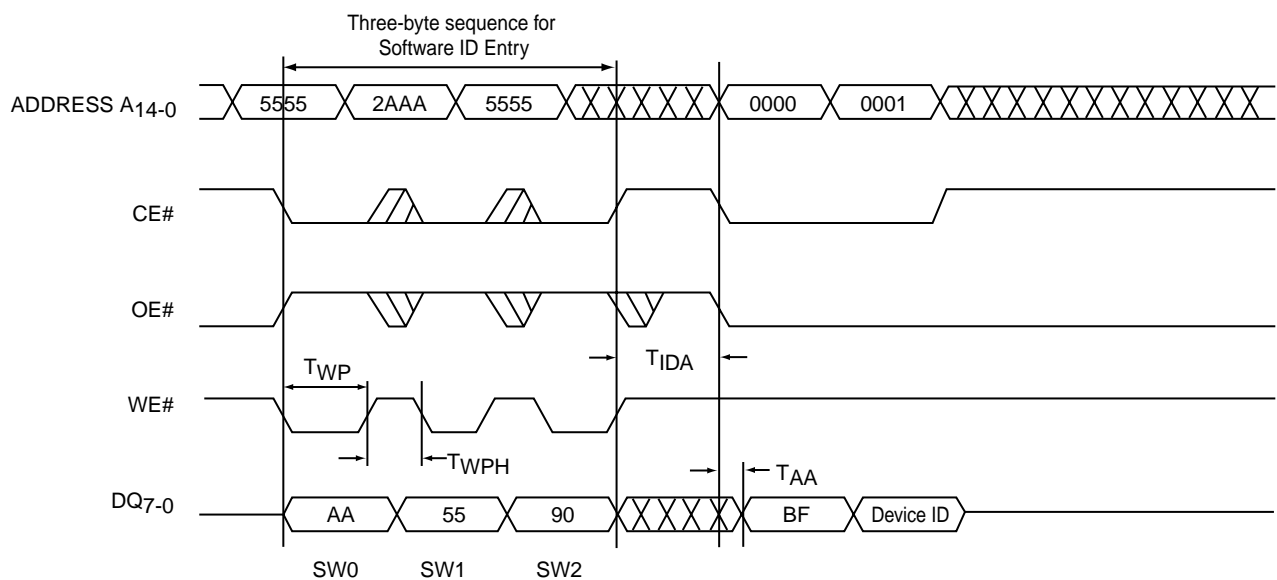 Three-byte sequence for
Software ID Entry
ADDRESS A14-0
5555 2AAA 5555 0000 0001
CE#
OE#
TIDA
TWP
WE#
TWPH
TAA
DQ7-0
AA 55 90 BF Device ID
SW0 SW1 SW2